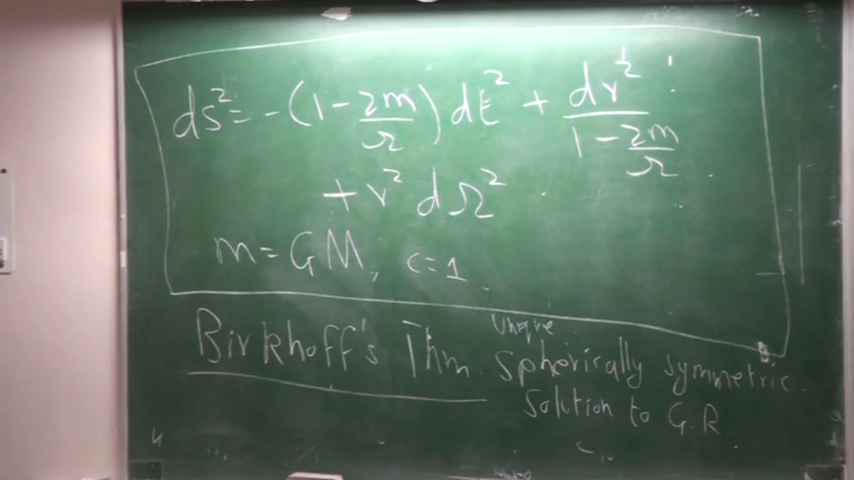 ds² = -(1 - 2m/r) dt² + dr²/(1 - 2m/r)
+ r² dΩ²
m = GM, c = 1.
Birkhoff's Thm. Unique
Spherically symmetric.
Solution to G.R.